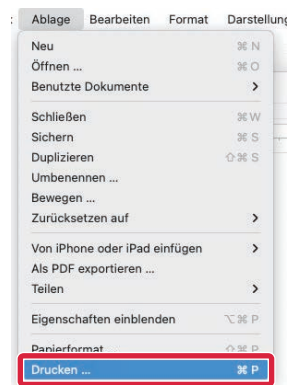 Ablage Bearbeiten Format Darstellung
Neu ⌘ N
Öffnen ... ⌘ O
Benutzte Dokumente >
Schließen ⌘ W
Sichern ⌘ S
Duplizieren ⇧ ⌘ S
Umbenennen ...
Bewegen ...
Zurücksetzen auf >
Von iPhone oder iPad einfügen >
Als PDF exportieren ...
Teilen >
Eigenschaften einblenden ⌥ ⌘ P
Papierformat ... ⇧ ⌘ P
Drucken ... ⌘ P